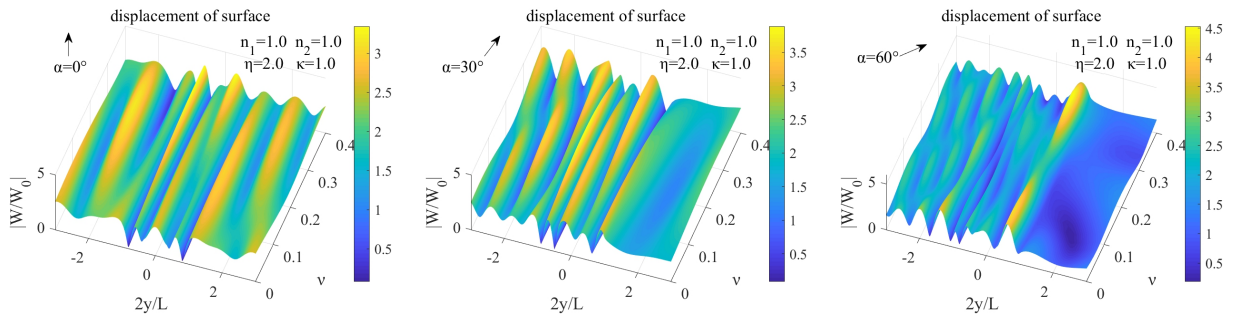 displacement of surface
α=0°
n1=1.0 n2=1.0
η=2.0 κ=1.0
|W/W0|
5
0
-2
0
2
2y/L
0
0.1
0.2
0.3
0.4
ν
3
2.5
2
1.5
1
0.5
displacement of surface
α=30°
n1=1.0 n2=1.0
η=2.0 κ=1.0
|W/W0|
5
0
-2
0
2
2y/L
0
0.1
0.2
0.3
0.4
ν
3.5
3
2.5
2
1.5
1
0.5
displacement of surface
α=60°
n1=1.0 n2=1.0
η=2.0 κ=1.0
|W/W0|
5
0
-2
0
2
2y/L
0
0.1
0.2
0.3
0.4
ν
4.5
4
3.5
3
2.5
2
1.5
1
0.5